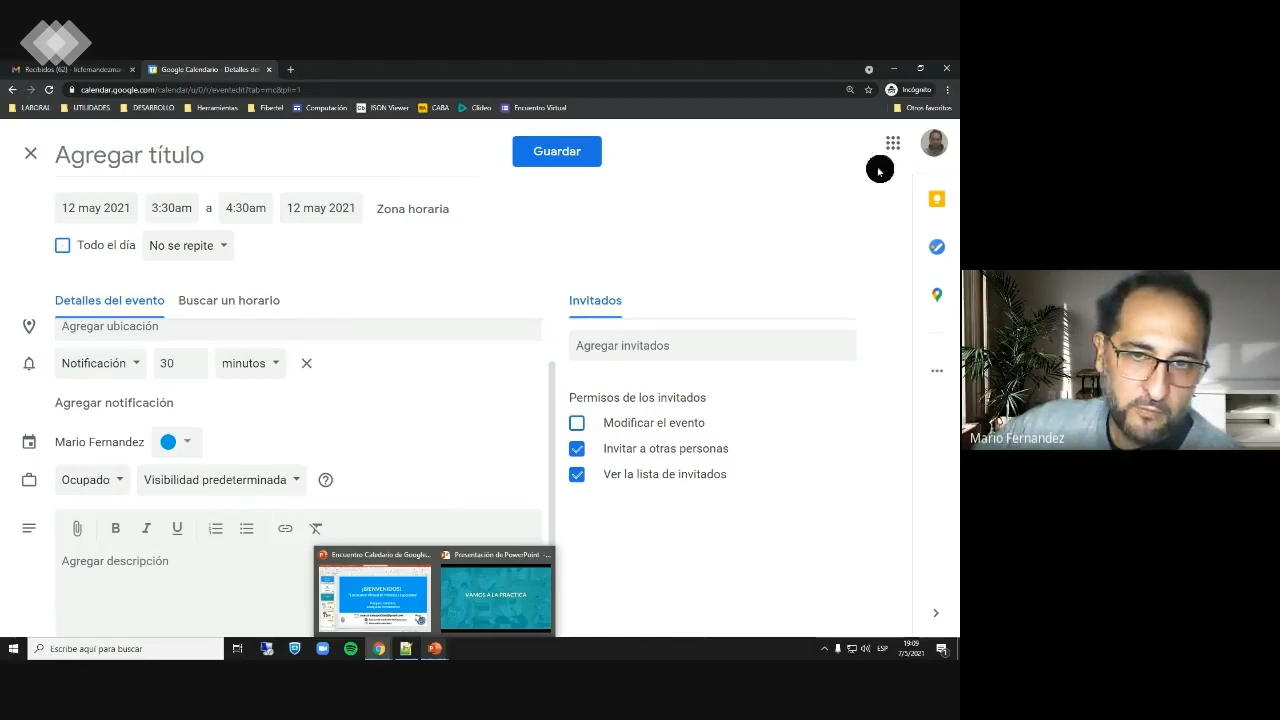 Recibidos (62) - licfernandezmar
Google Calendario - Detalles del
calendar.google.com/calendar/u/0/r/eventedit?tab=mc&pli=1
Incógnito
LABORAL
UTILIDADES
DESARROLLO
Herramientas
Fibertel
Computación
JSON Viewer
CABA
Clideo
Encuentro Virtual
Otros favoritos
Agregar título
Guardar
12 may 2021
3:30am
a
4:30am
12 may 2021
Zona horaria
Todo el día
No se repite
Detalles del evento
Buscar un horario
Invitados
Agregar ubicación
Agregar invitados
Notificación
30
minutos
Permisos de los invitados
Agregar notificación
Modificar el evento
Mario Fernandez
Invitar a otras personas
Ocupado
Visibilidad predeterminada
Ver la lista de invitados
B I U
Agregar descripción
Encuentro Caledario de Google...
Presentación de PowerPoint -...
¡BIENVENIDOS!
VAMOS A LA PRACTICA
Escribe aquí para buscar
ESP
19:09
7/5/2021
Mario Fernandez